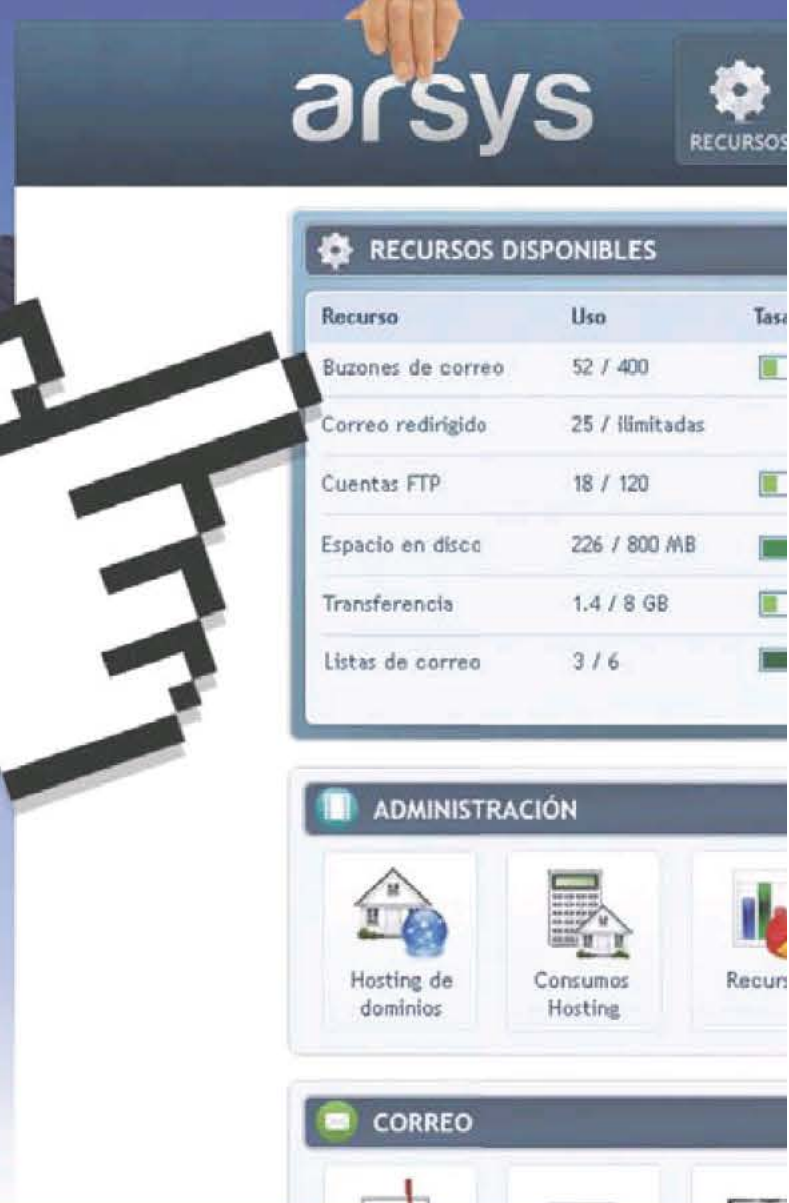 arsys
RECURSOS
RECURSOS DISPONIBLES
Recurso Uso
Buzones de correo 52 / 400
Correo redirigido 25 / ilimitadas
Cuentas FTP 18 / 120
Espacio en disco 226 / 800 MB
Transferencia 1.4 / 8 GB
Listas de correo 3 / 6
ADMINISTRACIÓN
Hosting de
dominios
Consumos
Hosting
CORREO